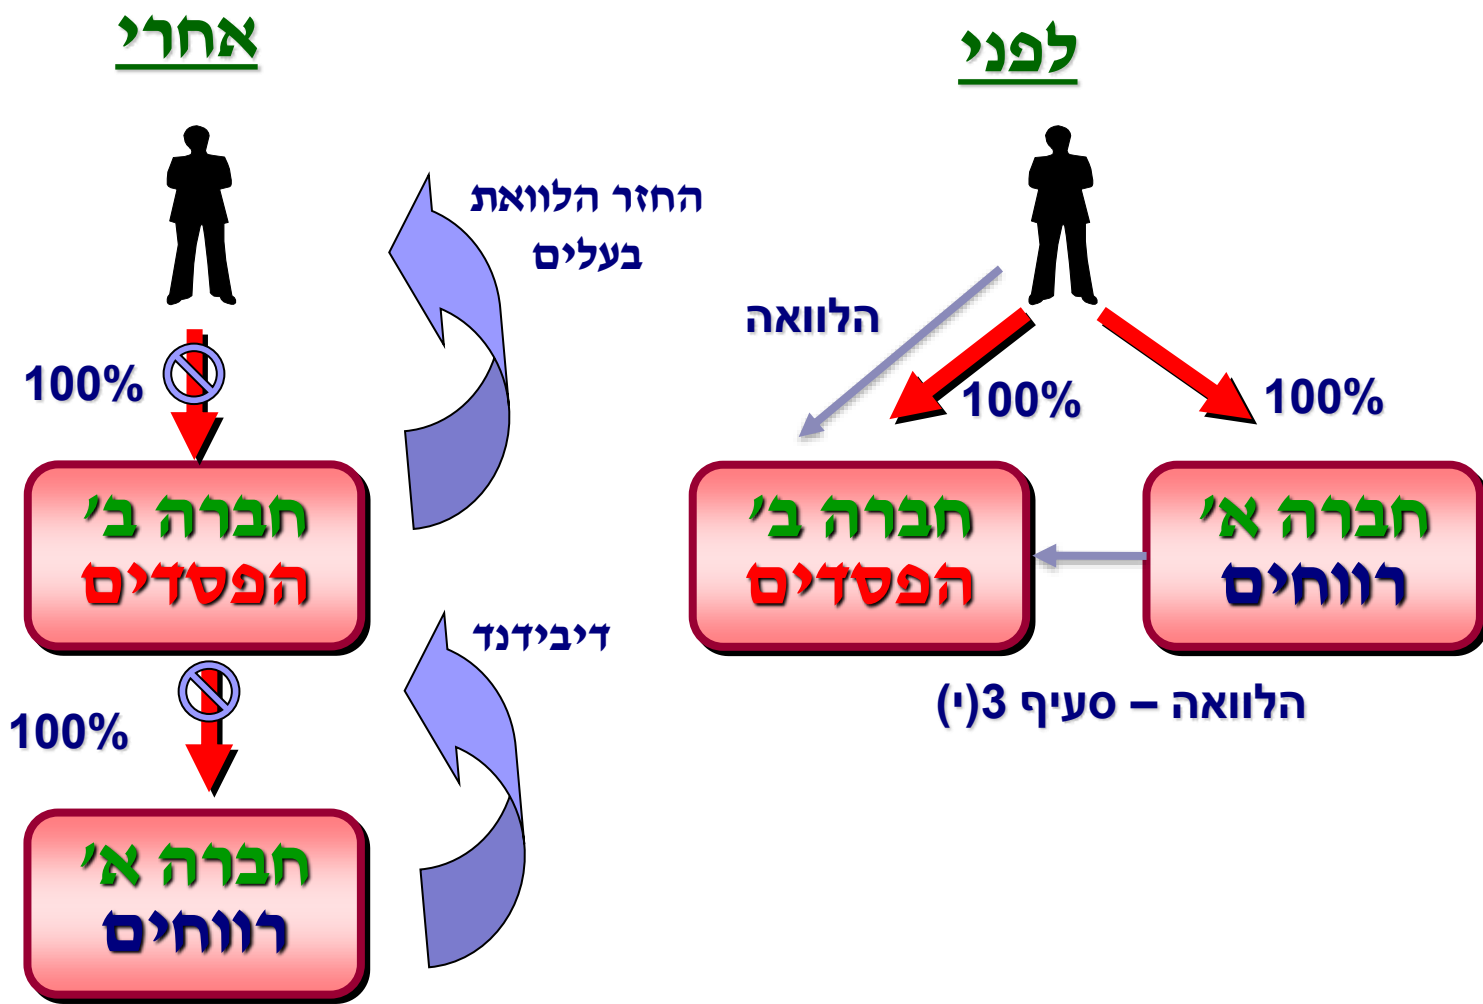 לפני
הלוואה
100%
100%
חברה א'
רווחים
חברה ב'
הפסדים
הלוואה – סעיף 3(י)
אחרי
החזר הלוואת
בעלים
100%
חברה ב'
הפסדים
דיבידנד
100%
חברה א'
רווחים